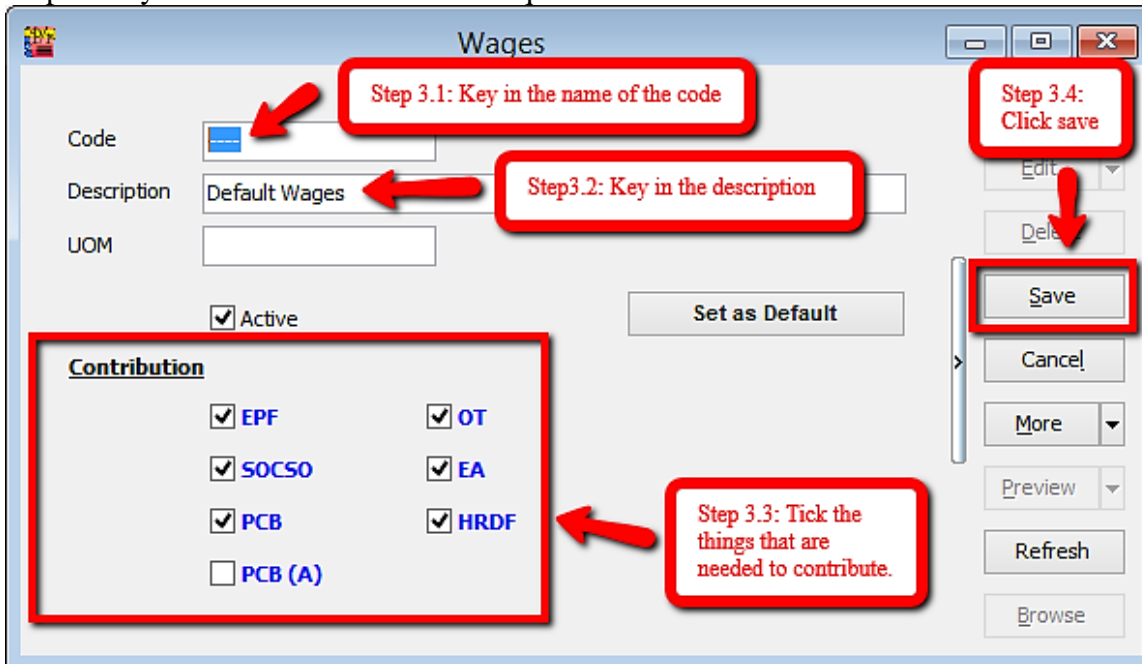 Wages
Step 3.1: Key in the name of the code
Step 3.4:
Click save
Code
----
Step3.2: Key in the description
Edit
Description
Default Wages
UOM
Active
Set as Default
Save
Contribution
Cancel
EPF
OT
More
SOCSO
EA
Preview
PCB
HRDF
Step 3.3: Tick the
things that are
needed to contribute.
Refresh
PCB (A)
Browse